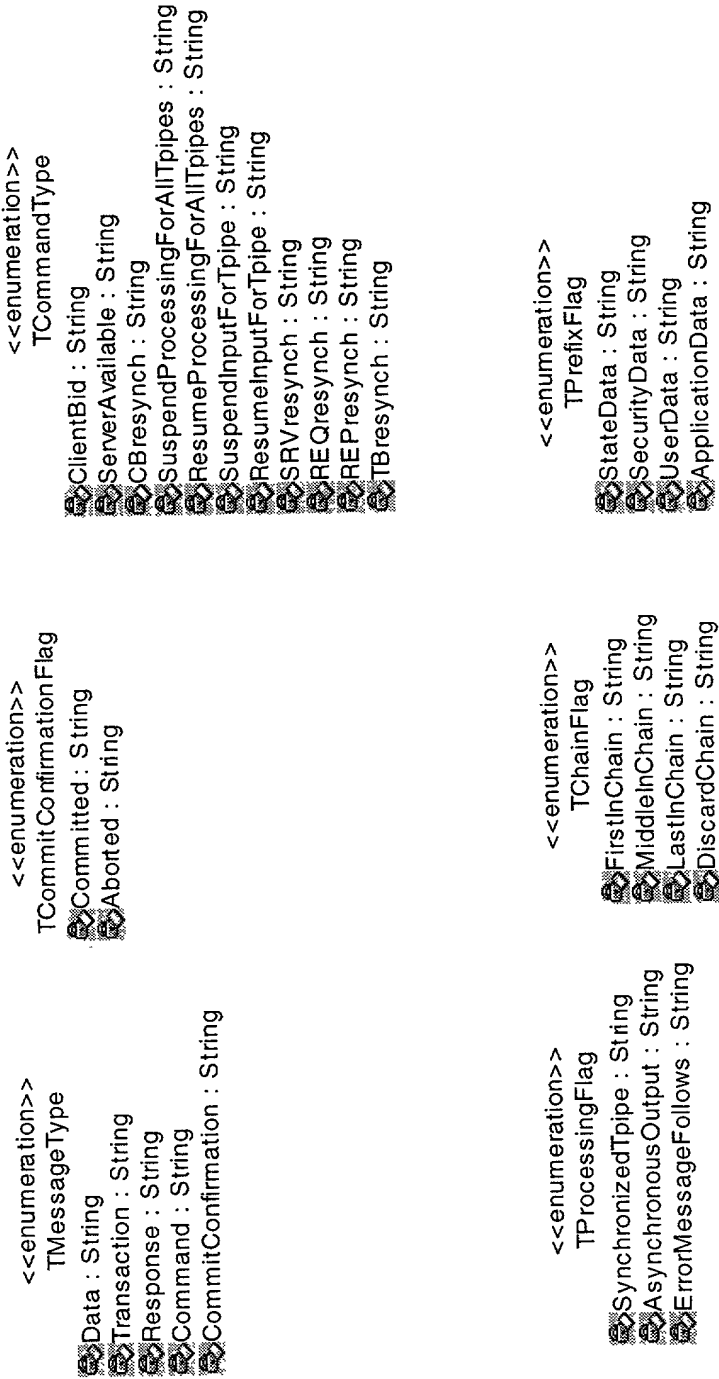 <<enumeration>>
TMessageType
Data : String
Transaction : String
Response : String
Command : String
CommitConfirmation : String
<<enumeration>>
TCommitConfirmationFlag
Committed : String
Aborted : String
<<enumeration>>
TCommandType
ClientBid : String
ServerAvailable : String
CBresynch : String
SuspendProcessingForAllTpipes : String
ResumeProcessingForAllTpipes : String
SuspendInputForTpipe : String
ResumeInputForTpipe : String
SRVresynch : String
REQresynch : String
REPresynch : String
TBresynch : String
<<enumeration>>
TProcessingFlag
SynchronizedTpipe : String
AsynchronousOutput : String
ErrorMessageFollows : String
<<enumeration>>
TChainFlag
FirstInChain : String
MiddleInChain : String
LastInChain : String
DiscardChain : String
<<enumeration>>
TPrefixFlag
StateData : String
SecurityData : String
UserData : String
ApplicationData : String